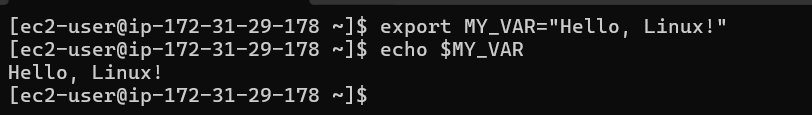 [ec2-user@ip-172-31-29-178 ~]$ export MY_VAR="Hello, Linux!"
[ec2-user@ip-172-31-29-178 ~]$ echo $MY_VAR
Hello, Linux!
[ec2-user@ip-172-31-29-178 ~]$